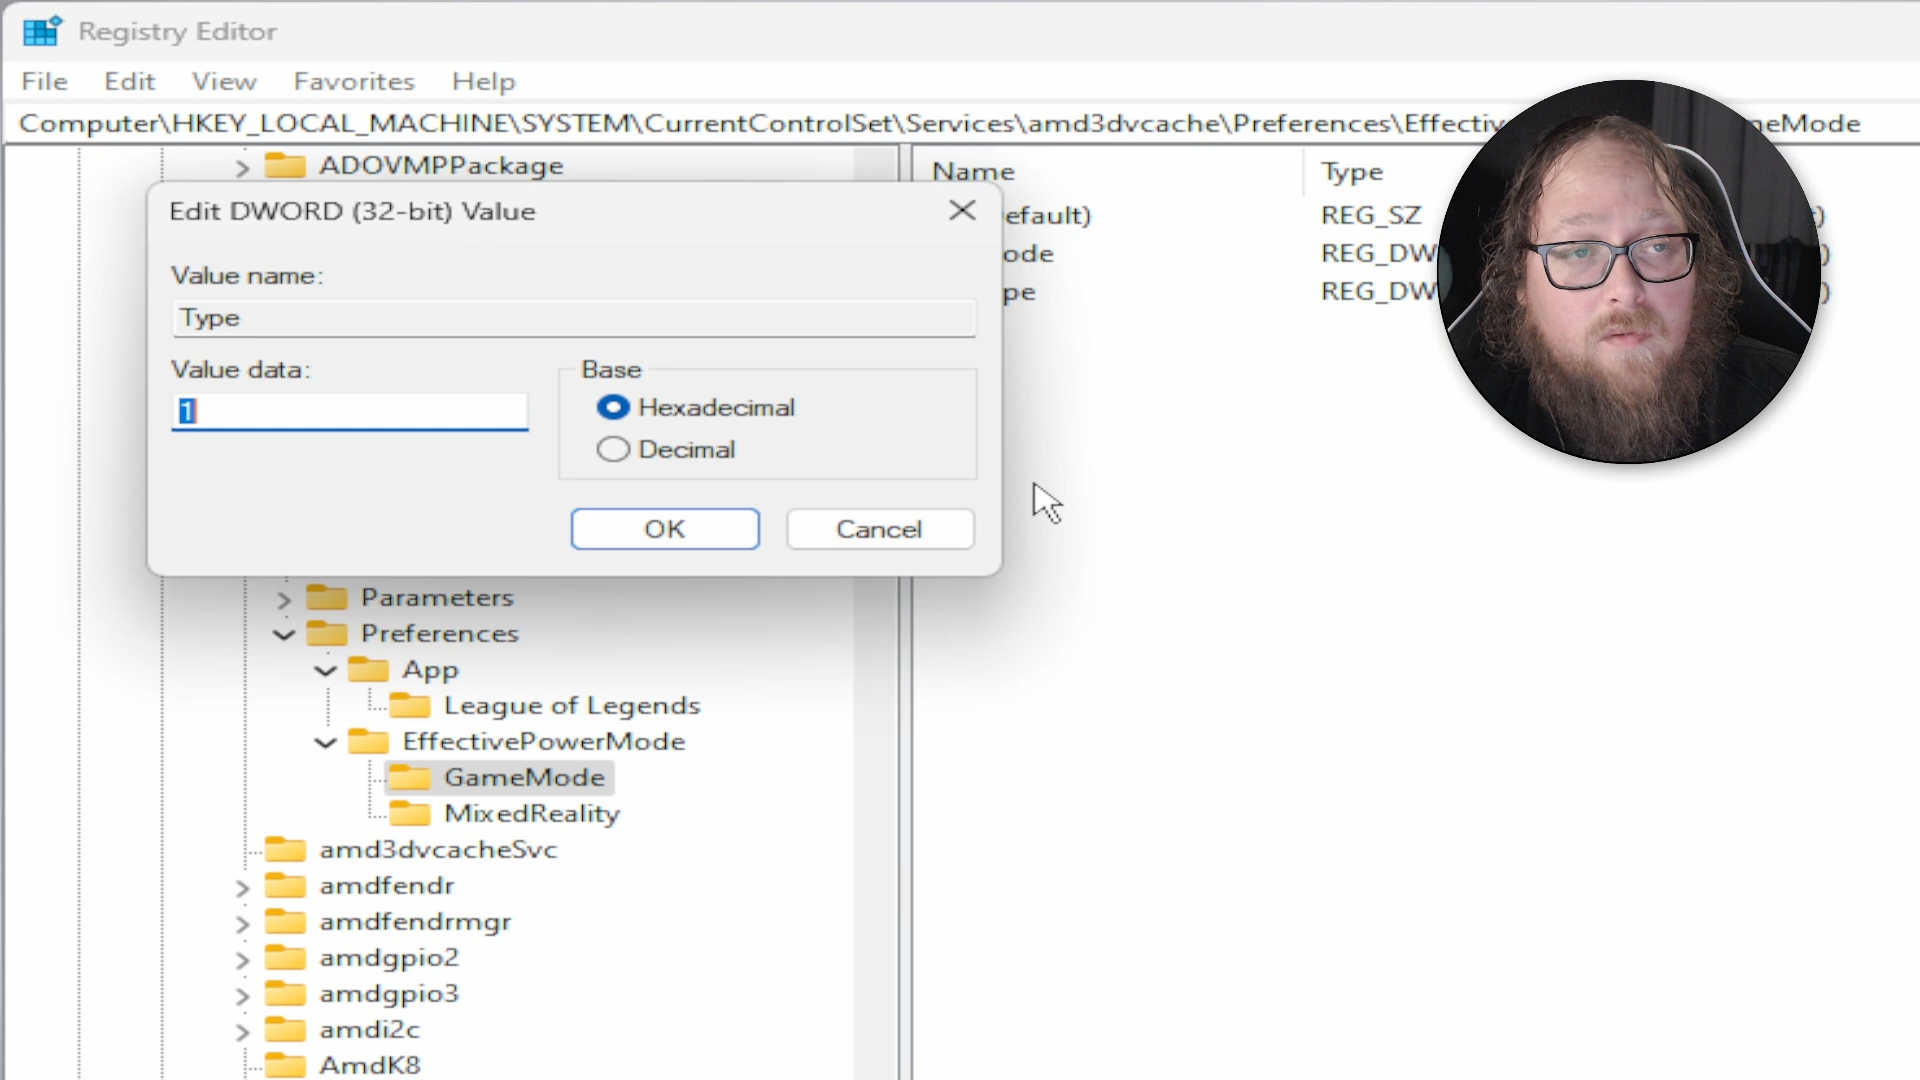 Registry Editor
File Edit View Favorites Help
Computer\HKEY_LOCAL_MACHINE\SYSTEM\CurrentControlSet\Services\amd3dvcache\Preferences\Effectiv neMode
ADOVMPPackage
Name Type
Edit DWORD (32-bit) Value
efault) REG_SZ
ode REG_DW
pe REG_DW
Value name:
Type
Value data:
1
Base
Hexadecimal
Decimal
OK Cancel
Parameters
Preferences
App
League of Legends
EffectivePowerMode
GameMode
MixedReality
amd3dvcacheSvc
amdfendr
amdfendrmgr
amdgpio2
amdgpio3
amdi2c
AmdK8